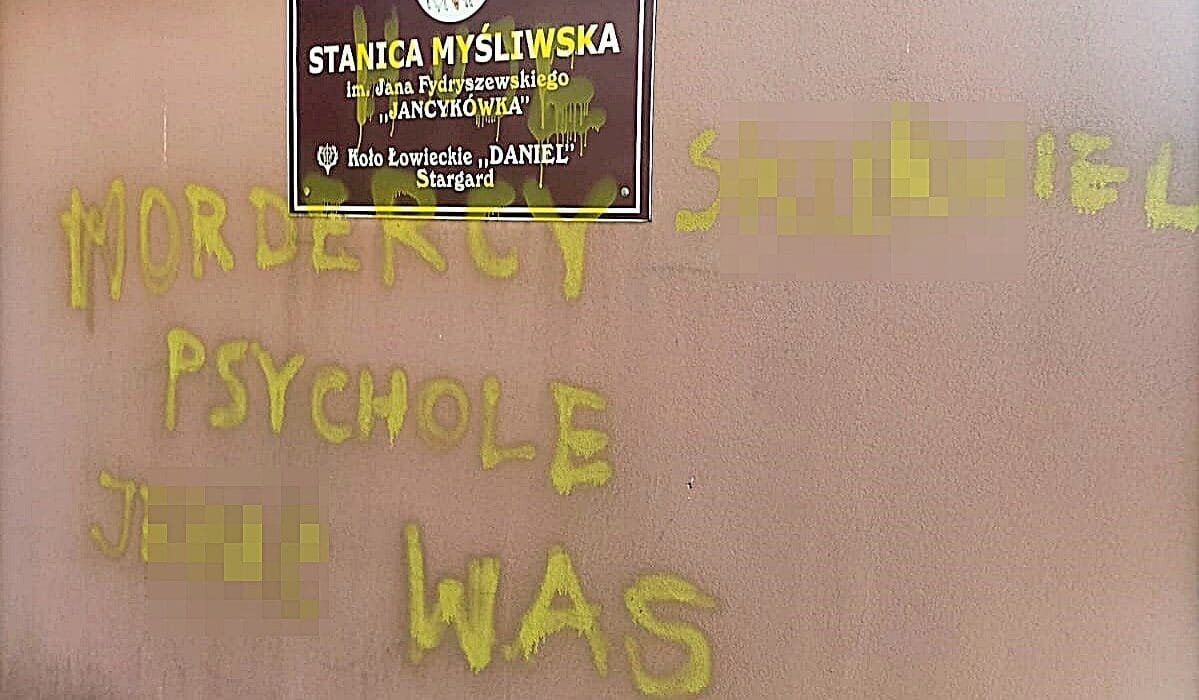 STANICA MYŚLIWSKA
im. Jana Fydryszewskiego
„JANCYKÓWKA”
Koło Łowieckie „DANIEL”
Stargard
MORDERCY
PSYCHOLE
WAS